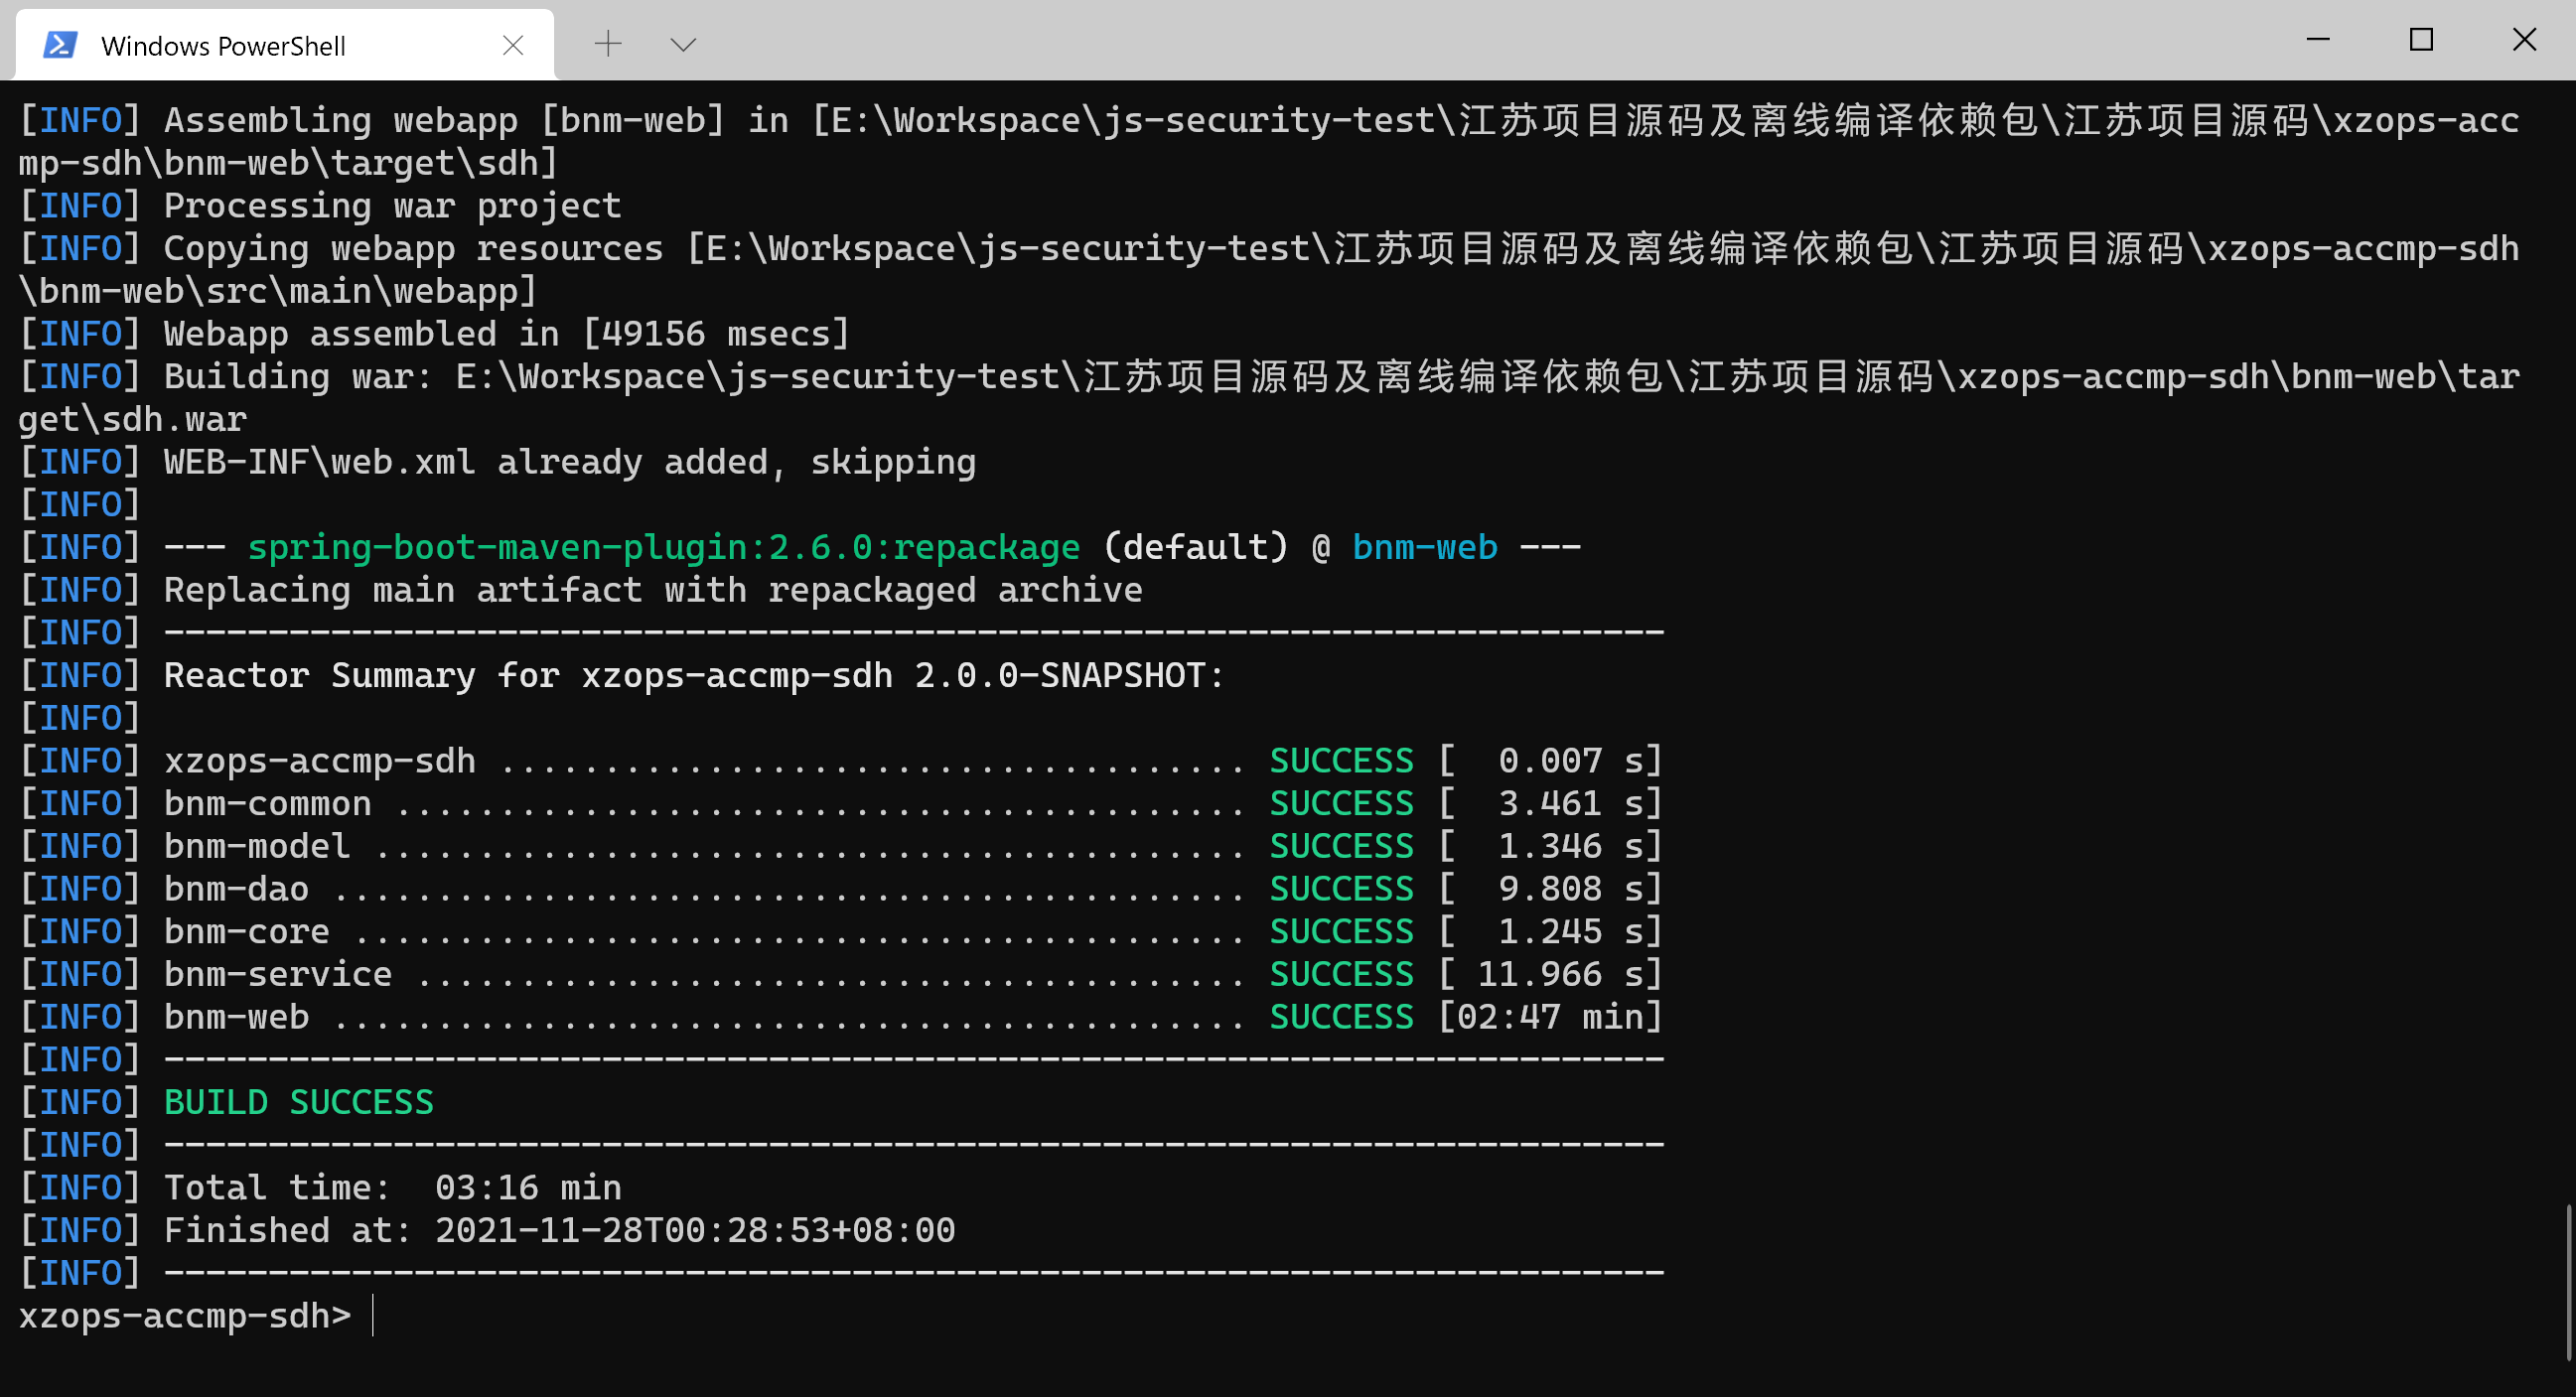 Windows PowerShell
[INFO] Assembling webapp [bnm-web] in [E:\Workspace\js-security-test\江苏项目源码及离线编译依赖包\江苏项目源码\xzops-acc
mp-sdh\bnm-web\target\sdh]
[INFO] Processing war project
[INFO] Copying webapp resources [E:\Workspace\js-security-test\江苏项目源码及离线编译依赖包\江苏项目源码\xzops-accmp-sdh
\bnm-web\src\main\webapp]
[INFO] Webapp assembled in [49156 msecs]
[INFO] Building war: E:\Workspace\js-security-test\江苏项目源码及离线编译依赖包\江苏项目源码\xzops-accmp-sdh\bnm-web\tar
get\sdh.war
[INFO] WEB-INF\web.xml already added, skipping
[INFO]
[INFO] --- spring-boot-maven-plugin:2.6.0:repackage (default) @ bnm-web ---
[INFO] Replacing main artifact with repackaged archive
[INFO] ------------------------------------------------------------------------
[INFO] Reactor Summary for xzops-accmp-sdh 2.0.0-SNAPSHOT:
[INFO]
[INFO] xzops-accmp-sdh .................................... SUCCESS [  0.007 s]
[INFO] bnm-common ......................................... SUCCESS [  3.461 s]
[INFO] bnm-model .......................................... SUCCESS [  1.346 s]
[INFO] bnm-dao ............................................ SUCCESS [  9.808 s]
[INFO] bnm-core ........................................... SUCCESS [  1.245 s]
[INFO] bnm-service ........................................ SUCCESS [ 11.966 s]
[INFO] bnm-web ............................................ SUCCESS [02:47 min]
[INFO] ------------------------------------------------------------------------
[INFO] BUILD SUCCESS
[INFO] ------------------------------------------------------------------------
[INFO] Total time:  03:16 min
[INFO] Finished at: 2021-11-28T00:28:53+08:00
[INFO] ------------------------------------------------------------------------
xzops-accmp-sdh>